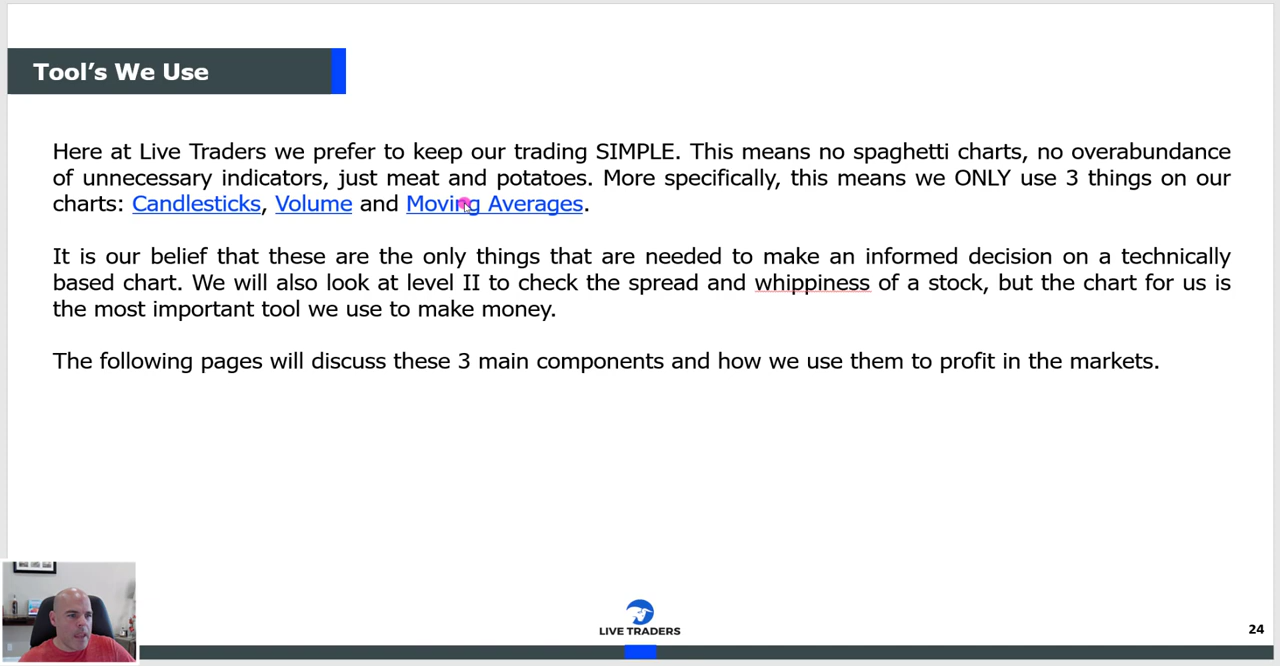 Tool's We Use
Here at Live Traders we prefer to keep our trading SIMPLE. This means no spaghetti charts, no overabundance
of unnecessary indicators, just meat and potatoes. More specifically, this means we ONLY use 3 things on our
charts: Candlesticks, Volume and Moving Averages.
It is our belief that these are the only things that are needed to make an informed decision on a technically
based chart. We will also look at level II to check the spread and whippiness of a stock, but the chart for us is
the most important tool we use to make money.
The following pages will discuss these 3 main components and how we use them to profit in the markets.
LIVE TRADERS
24